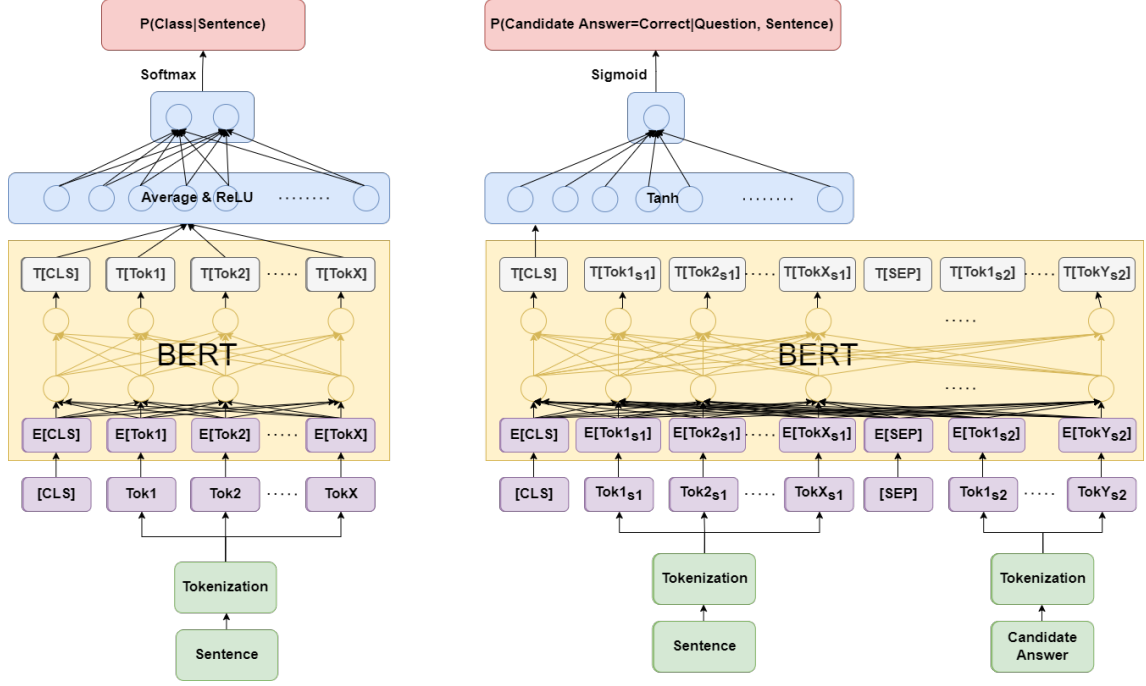 P(Class|Sentence)
Softmax
Average & ReLU ........
T[CLS] T[Tok1] T[Tok2] ..... T[TokX]
BERT
E[CLS] E[Tok1] E[Tok2] ..... E[TokX]
[CLS] Tok1 Tok2 ..... TokX
Tokenization
Sentence
P(Candidate Answer=Correct|Question, Sentence)
Sigmoid
Tanh ........
T[CLS] T[Tok1s1] T[Tok2s1] ..... T[TokXs1] T[SEP] T[Tok1s2] ..... T[TokYs2]
.....
BERT
.....
E[CLS] E[Tok1s1] E[Tok2s1] ..... E[TokXs1] E[SEP] E[Tok1s2] ..... E[TokYs2]
[CLS] Tok1s1 Tok2s1 ..... TokXs1 [SEP] Tok1s2 ..... TokYs2
Tokenization
Sentence
Tokenization
Candidate
Answer